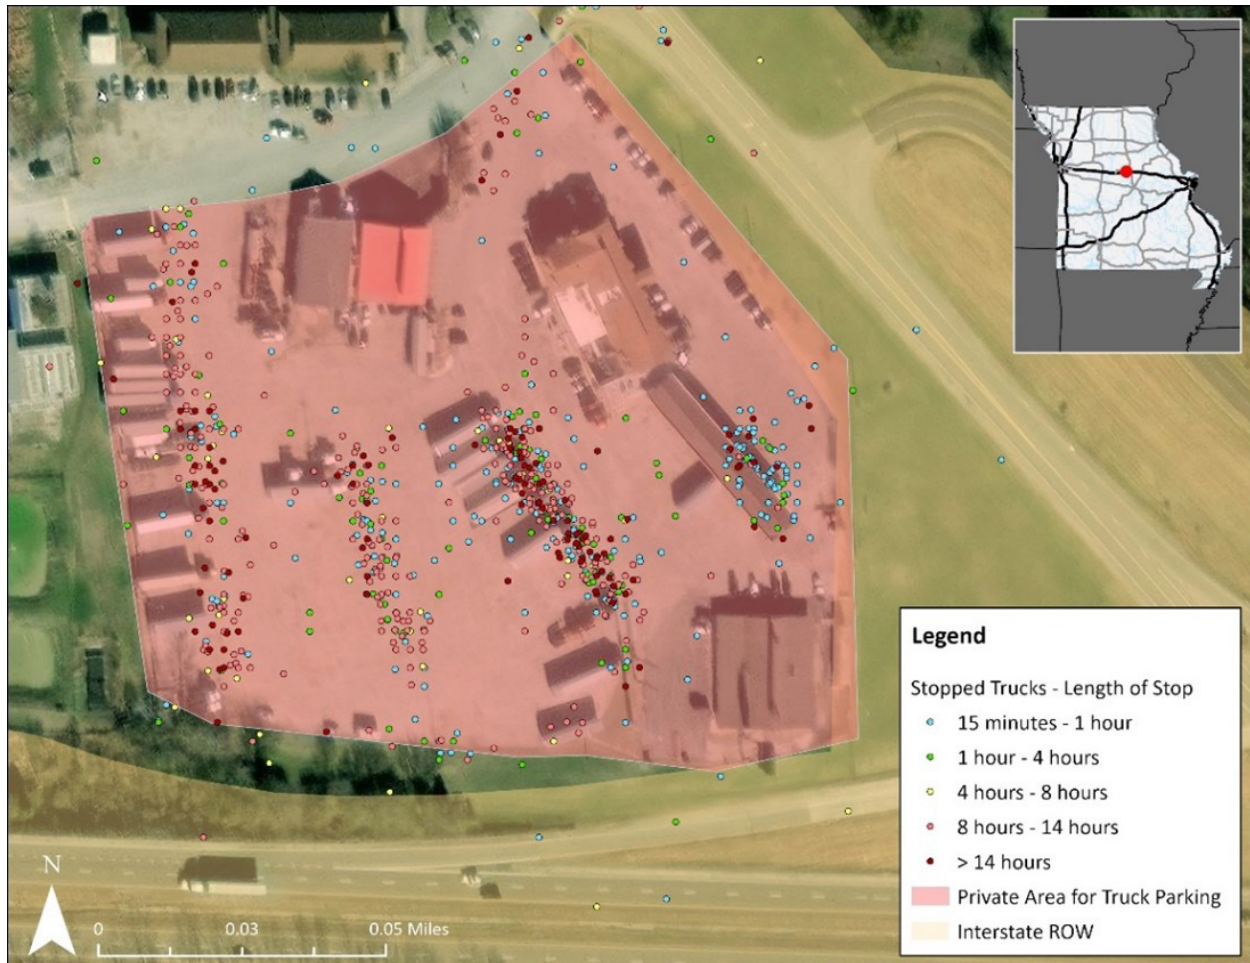 Legend
Stopped Trucks - Length of Stop
15 minutes - 1 hour
1 hour - 4 hours
4 hours - 8 hours
8 hours - 14 hours
> 14 hours
Private Area for Truck Parking
Interstate ROW
N
0 0.03 0.05 Miles